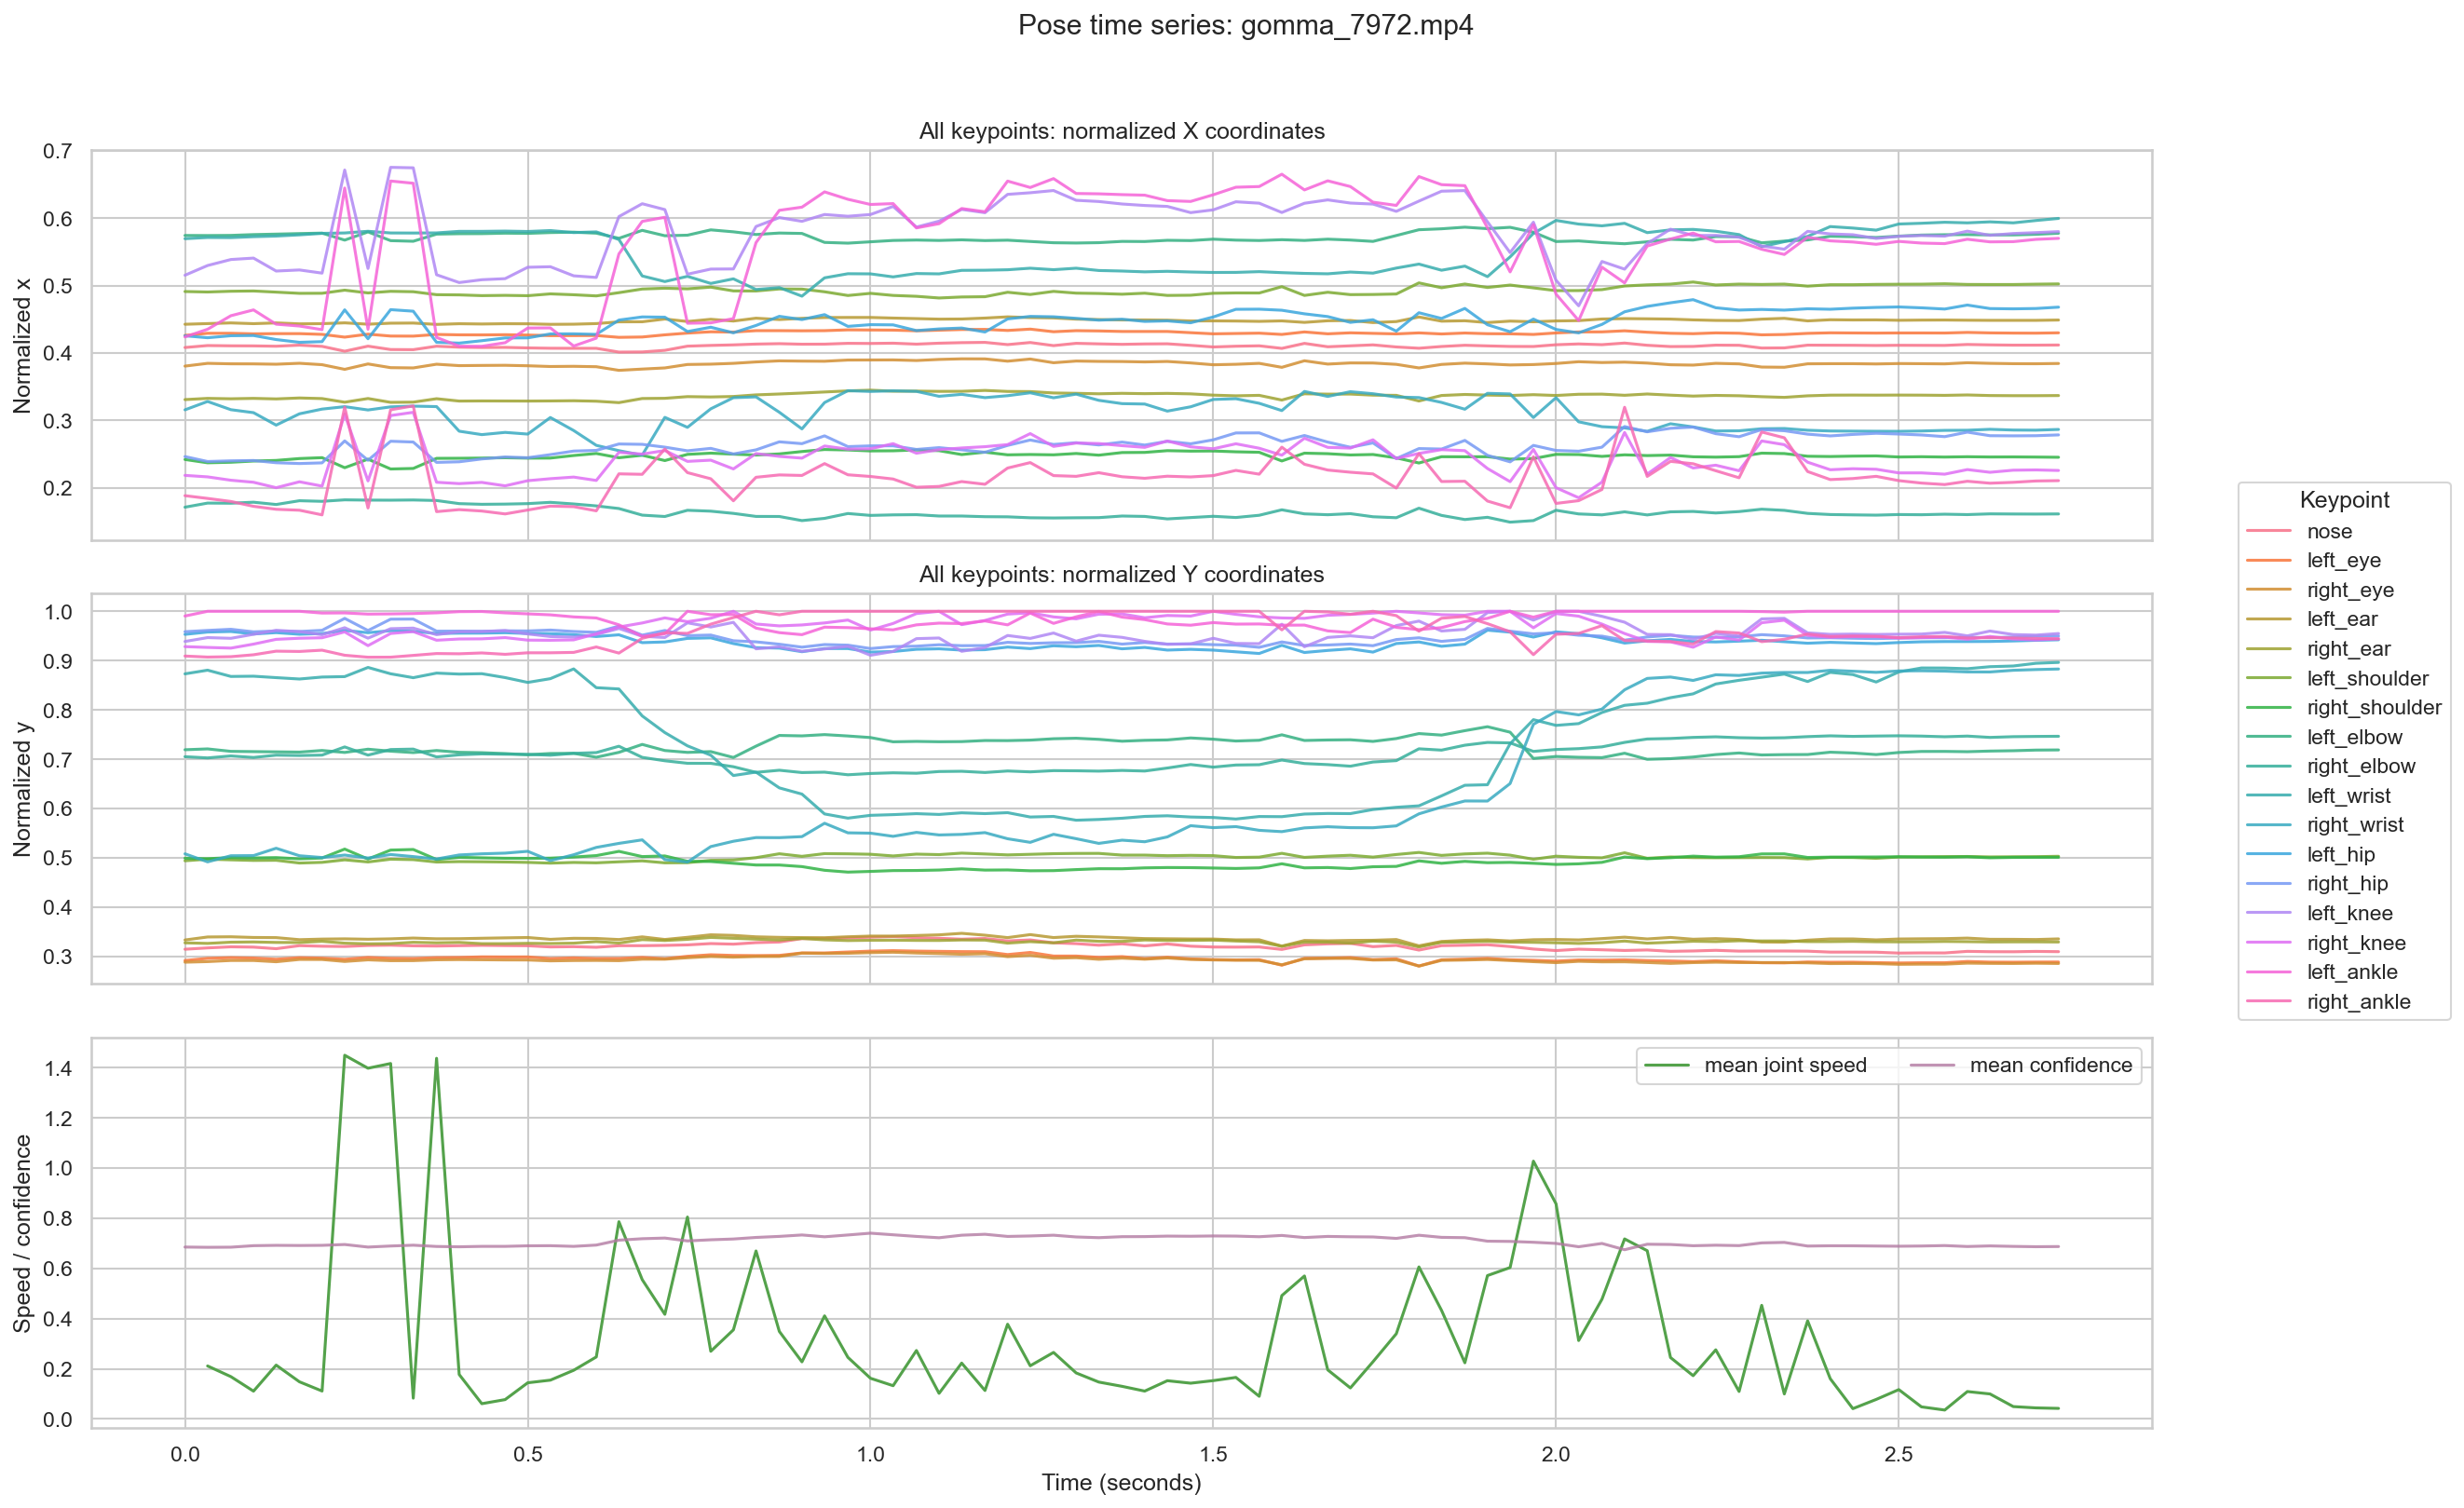 Pose time series: gomma_7972.mp4
All keypoints: normalized X coordinates
Normalized x
0.7
0.6
0.5
0.4
0.3
0.2
All keypoints: normalized Y coordinates
Normalized y
1.0
0.9
0.8
0.7
0.6
0.5
0.4
0.3
Keypoint
nose
left_eye
right_eye
left_ear
right_ear
left_shoulder
right_shoulder
left_elbow
right_elbow
left_wrist
right_wrist
left_hip
right_hip
left_knee
right_knee
left_ankle
right_ankle
mean joint speed
mean confidence
Speed / confidence
1.4
1.2
1.0
0.8
0.6
0.4
0.2
0.0
0.0 0.5 1.0 1.5 2.0 2.5
Time (seconds)